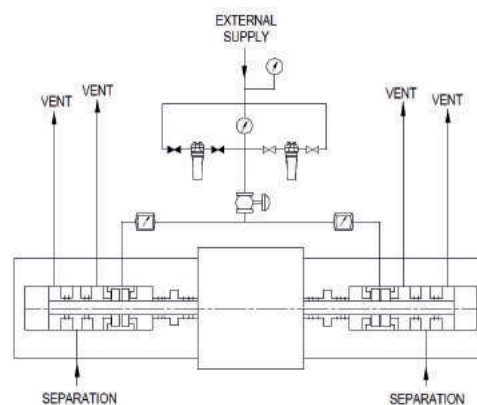 EXTERNAL
SUPPLY
VENT
VENT
VENT
VENT
SEPARATION
SEPARATION